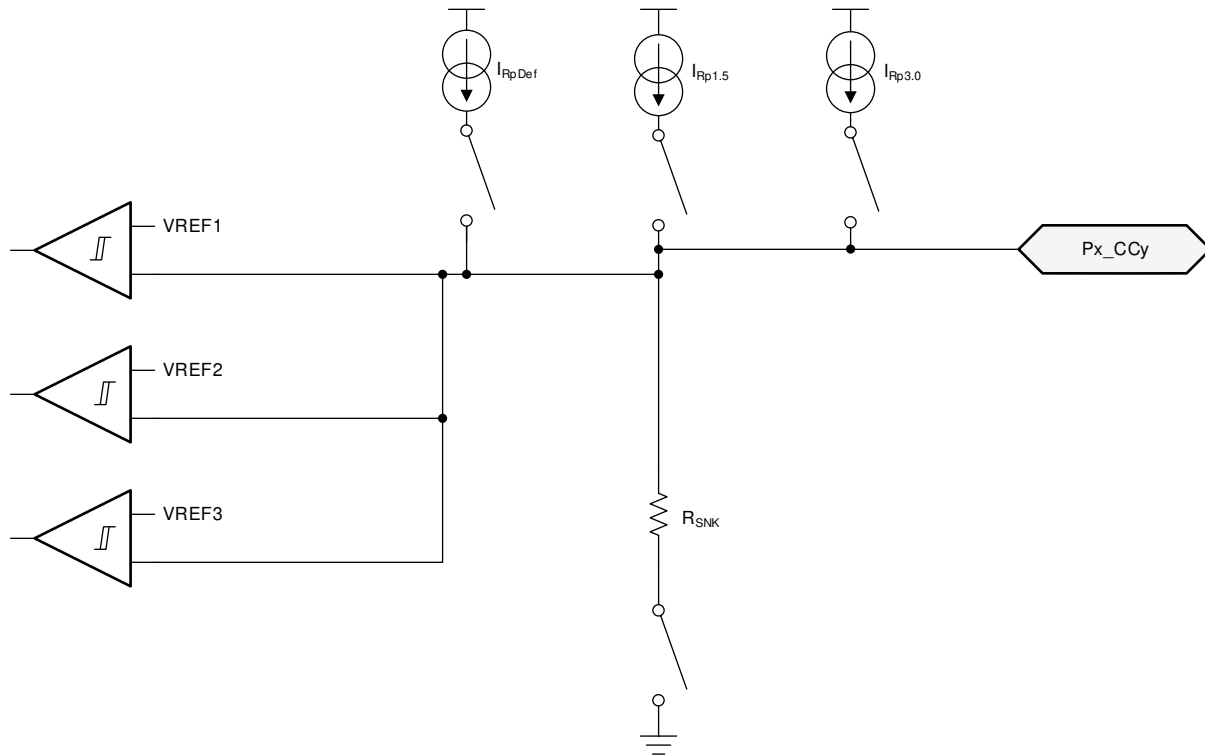 I_RpDef
I_Rp1.5
I_Rp3.0
VREF1
Px_CCy
VREF2
VREF3
R_SNK